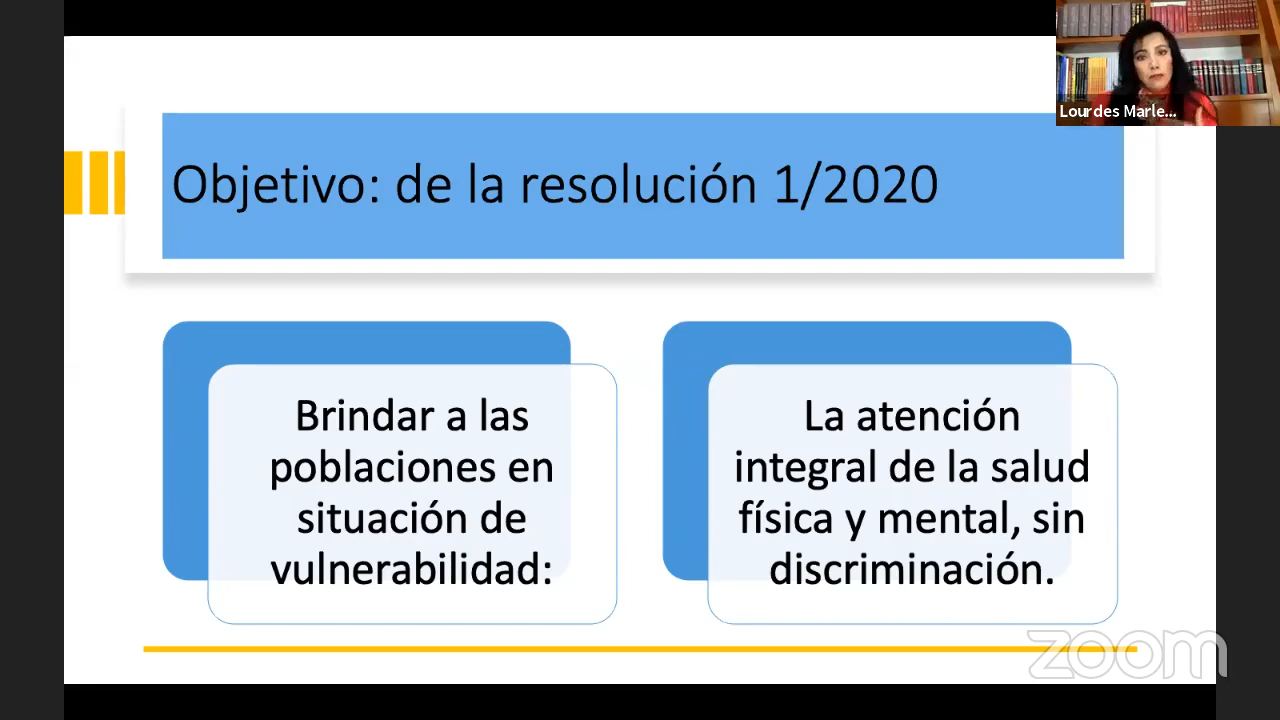 Lourdes Marle...
Objetivo: de la resolución 1/2020
Brindar a las
poblaciones en
situación de
vulnerabilidad:
La atención
integral de la salud
física y mental, sin
discriminación.
zoom